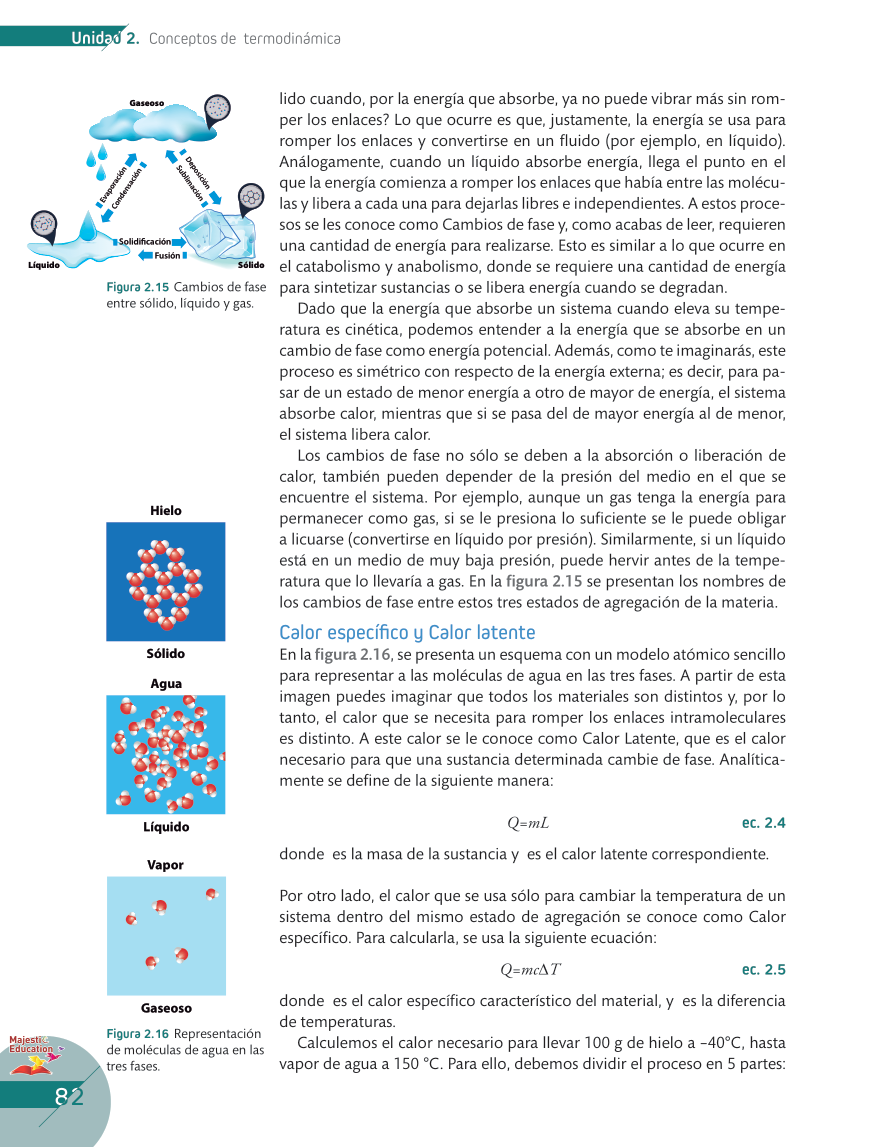 Unidad 2. Conceptos de termodinámica
Gaseoso
Evaporación
Condensación
Deposición
Sublimación
Solidificación
Fusión
Líquido
Sólido
Figura 2.15 Cambios de fase
entre sólido, líquido y gas.
lido cuando, por la energía que absorbe, ya no puede vibrar más sin rom-
per los enlaces? Lo que ocurre es que, justamente, la energía se usa para
romper los enlaces y convertirse en un fluido (por ejemplo, en líquido).
Análogamente, cuando un líquido absorbe energía, llega el punto en el
que la energía comienza a romper los enlaces que había entre las molécu-
las y libera a cada una para dejarlas libres e independientes. A estos proce-
sos se les conoce como Cambios de fase y, como acabas de leer, requieren
una cantidad de energía para realizarse. Esto es similar a lo que ocurre en
el catabolismo y anabolismo, donde se requiere una cantidad de energía
para sintetizar sustancias o se libera energía cuando se degradan.
Dado que la energía que absorbe un sistema cuando eleva su tempe-
ratura es cinética, podemos entender a la energía que se absorbe en un
cambio de fase como energía potencial. Además, como te imaginarás, este
proceso es simétrico con respecto de la energía externa; es decir, para pa-
sar de un estado de menor energía a otro de mayor de energía, el sistema
absorbe calor, mientras que si se pasa del de mayor energía al de menor,
el sistema libera calor.
Los cambios de fase no sólo se deben a la absorción o liberación de
calor, también pueden depender de la presión del medio en el que se
encuentre el sistema. Por ejemplo, aunque un gas tenga la energía para
permanecer como gas, si se le presiona lo suficiente se le puede obligar
a licuarse (convertirse en líquido por presión). Similarmente, si un líquido
está en un medio de muy baja presión, puede hervir antes de la tempe-
ratura que lo llevaría a gas. En la figura 2.15 se presentan los nombres de
los cambios de fase entre estos tres estados de agregación de la materia.
Calor específico y Calor latente
En la figura 2.16, se presenta un esquema con un modelo atómico sencillo
para representar a las moléculas de agua en las tres fases. A partir de esta
imagen puedes imaginar que todos los materiales son distintos y, por lo
tanto, el calor que se necesita para romper los enlaces intramoleculares
es distinto. A este calor se le conoce como Calor Latente, que es el calor
necesario para que una sustancia determinada cambie de fase. Analítica-
mente se define de la siguiente manera:
Q=mL ec. 2.4
donde es la masa de la sustancia y es el calor latente correspondiente.
Por otro lado, el calor que se usa sólo para cambiar la temperatura de un
sistema dentro del mismo estado de agregación se conoce como Calor
específico. Para calcularla, se usa la siguiente ecuación:
Q=mcΔT ec. 2.5
donde es el calor específico característico del material, y es la diferencia
de temperaturas.
Calculemos el calor necesario para llevar 100 g de hielo a –40°C, hasta
vapor de agua a 150 °C. Para ello, debemos dividir el proceso en 5 partes:
Hielo
Sólido
Agua
Líquido
Vapor
Gaseoso
Figura 2.16 Representación
de moléculas de agua en las
tres fases.
Majestic
Education
82